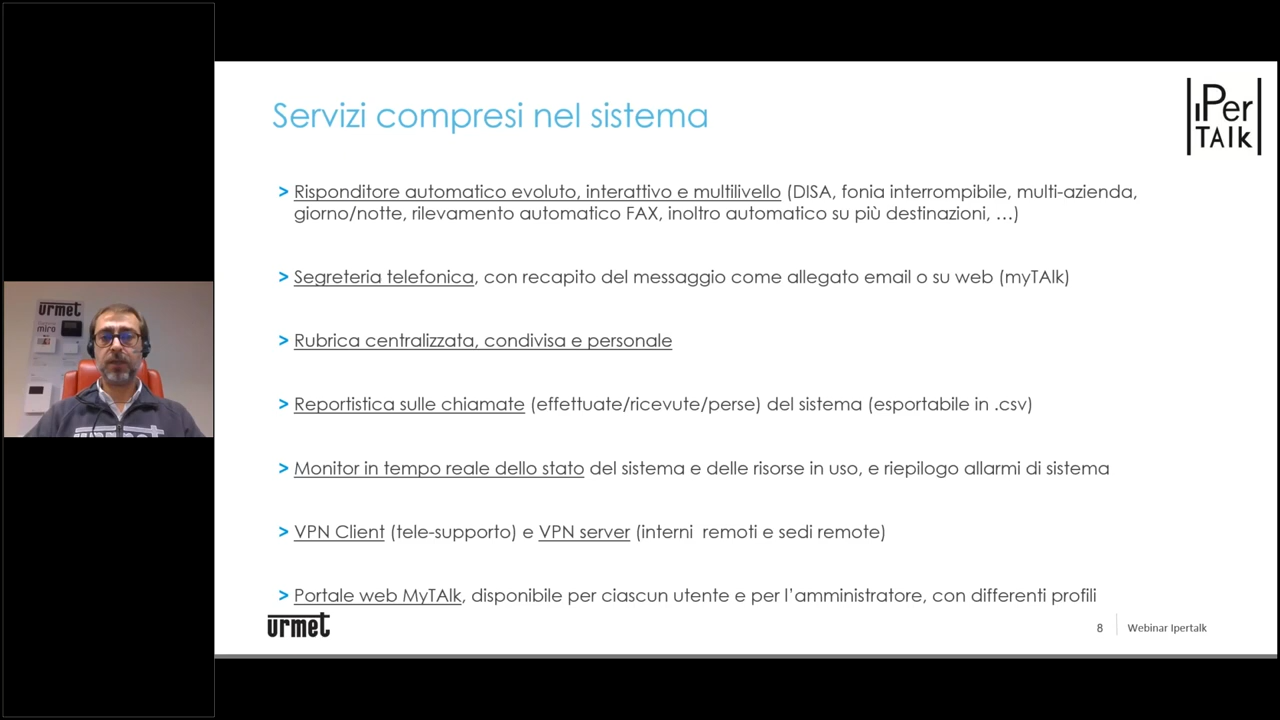 Servizi compresi nel sistema
iPer
TAlk
> Risponditore automatico evoluto, interattivo e multilivello (DISA, fonia interrompibile, multi-azienda,
giorno/notte, rilevamento automatico FAX, inoltro automatico su più destinazioni, …)
> Segreteria telefonica, con recapito del messaggio come allegato email o su web (myTAlk)
> Rubrica centralizzata, condivisa e personale
> Reportistica sulle chiamate (effettuate/ricevute/perse) del sistema (esportabile in .csv)
> Monitor in tempo reale dello stato del sistema e delle risorse in uso, e riepilogo allarmi di sistema
> VPN Client (tele-supporto) e VPN server (interni remoti e sedi remote)
> Portale web MyTAlk, disponibile per ciascun utente e per l’amministratore, con differenti profili
urmet
8
Webinar Ipertalk
urmet
miro
urmet